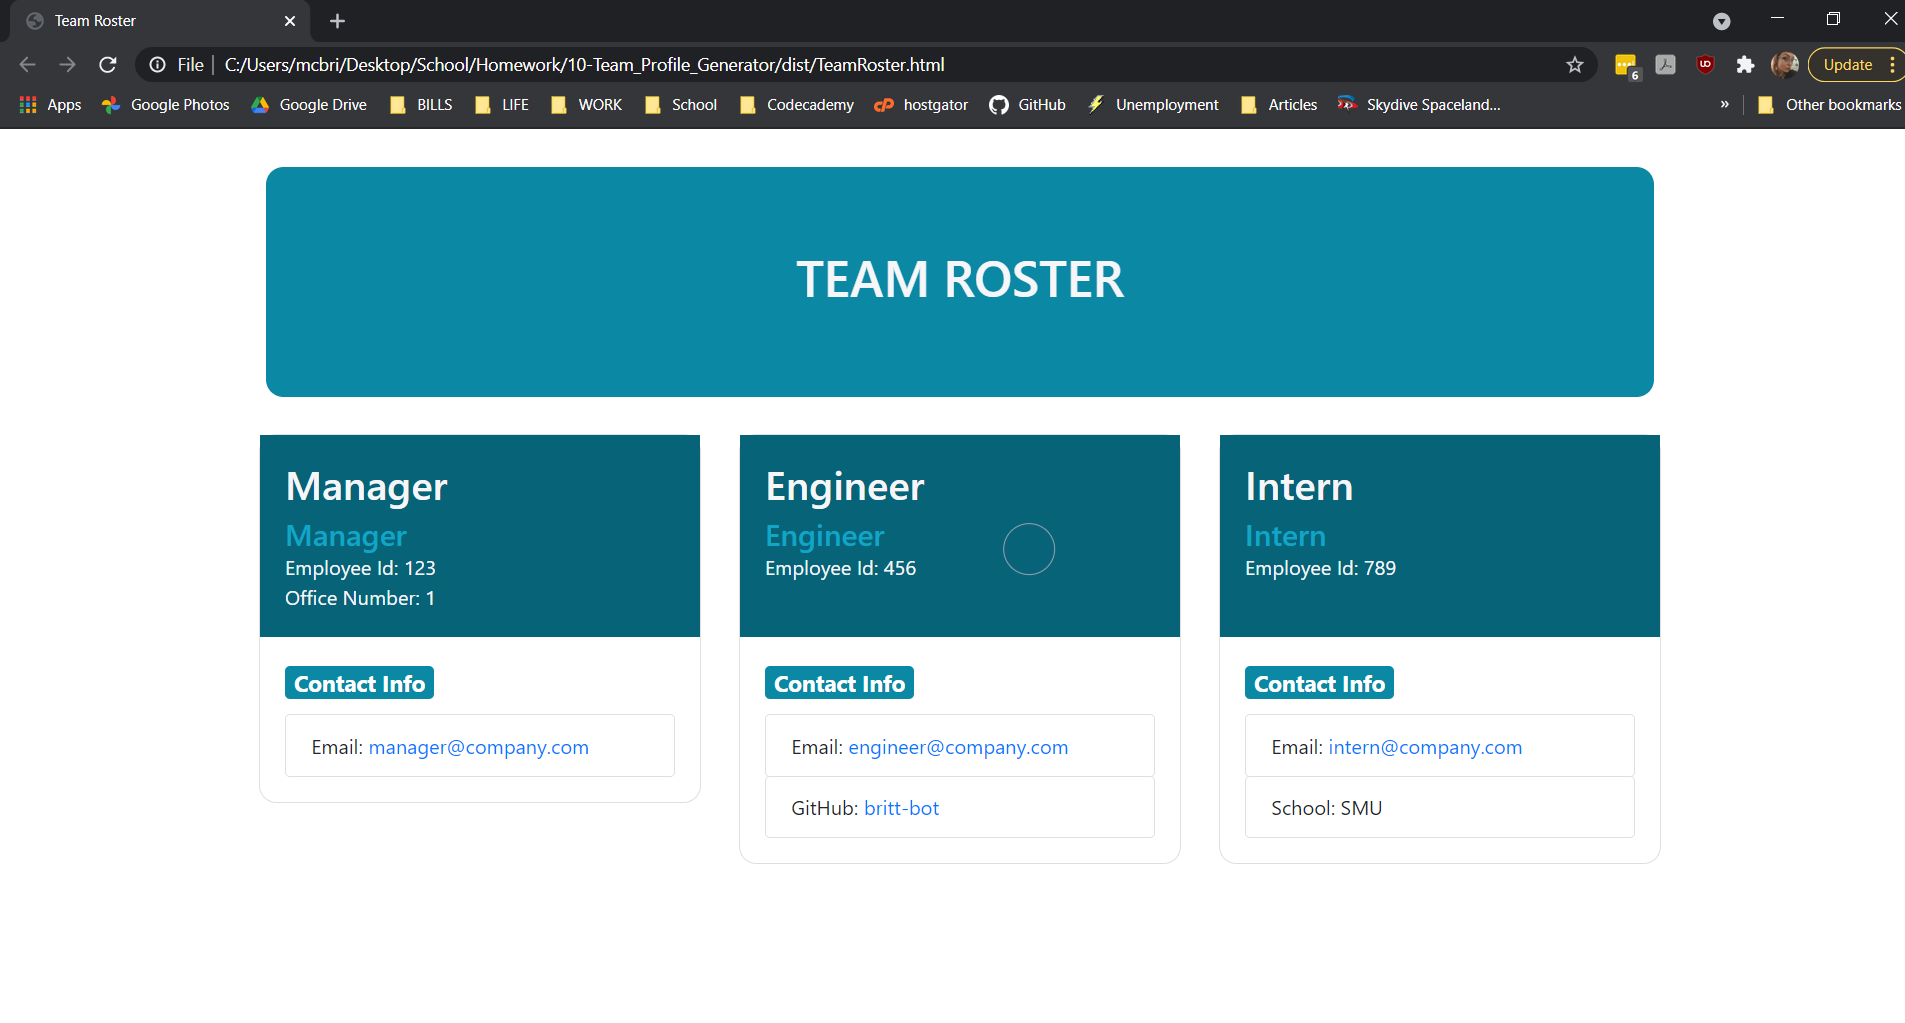 Team Roster
File | C:/Users/mcbri/Desktop/School/Homework/10-Team_Profile_Generator/dist/TeamRoster.html
6
UO
Update
Apps Google Photos Google Drive BILLS LIFE WORK School Codecademy hostgator GitHub Unemployment Articles Skydive Spaceland... » Other bookmarks
TEAM ROSTER
Manager
Manager
Employee Id: 123
Office Number: 1
Contact Info
Email: manager@company.com
Engineer
Engineer
Employee Id: 456
Contact Info
Email: engineer@company.com
GitHub: britt-bot
Intern
Intern
Employee Id: 789
Contact Info
Email: intern@company.com
School: SMU